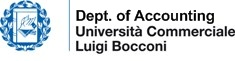 Dept. of Accounting
Università Commerciale
Luigi Bocconi